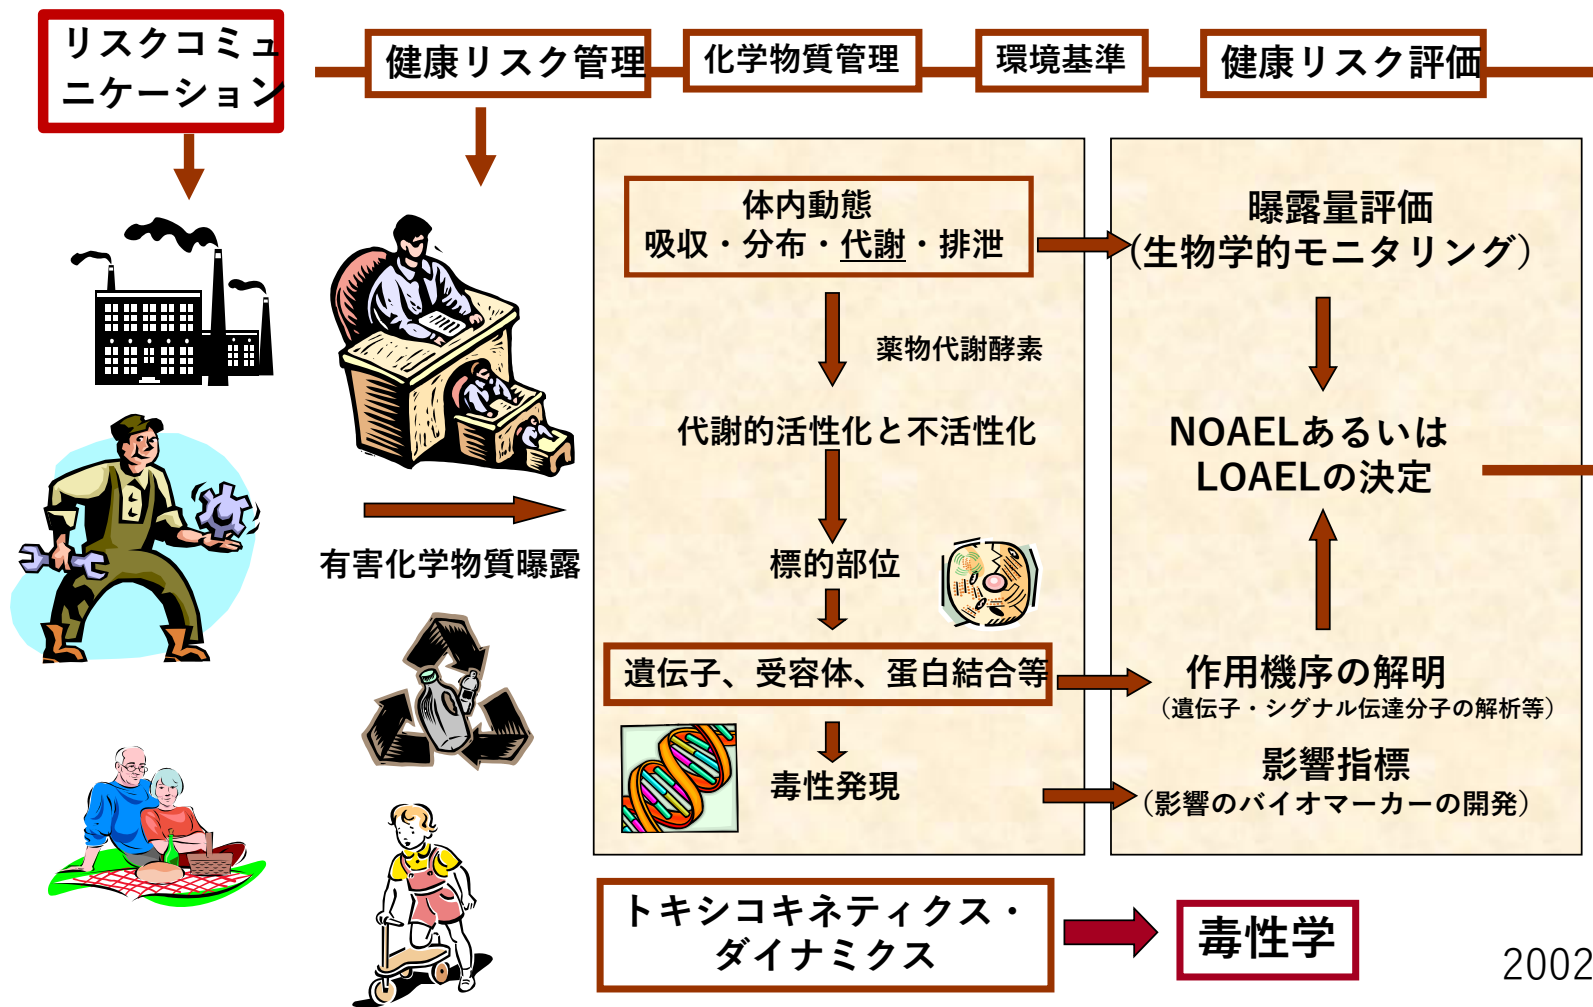 リスクコミュ
ニケーション
健康リスク管理
化学物質管理
環境基準
健康リスク評価
体内動態
吸収・分布・代謝・排泄
薬物代謝酵素
代謝的活性化と不活性化
標的部位
遺伝子、受容体、蛋白結合等
毒性発現
曝露量評価
(生物学的モニタリング)
NOAELあるいは
LOAELの決定
作用機序の解明
(遺伝子・シグナル伝達分子の解析等)
影響指標
(影響のバイオマーカーの開発)
有害化学物質曝露
トキシコキネティクス・
ダイナミクス
毒性学
2002